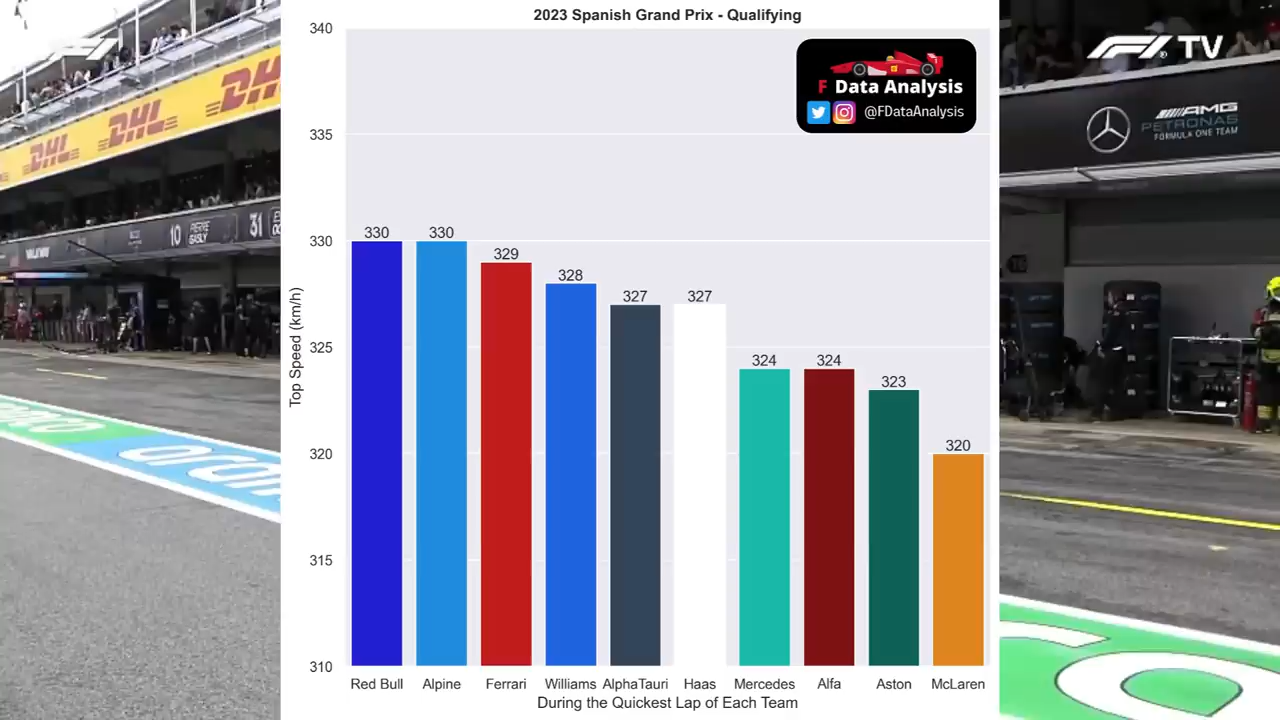 2023 Spanish Grand Prix - Qualifying
F1
F1 TV
F Data Analysis
@FDataAnalysis
DHL
DHL
DHL
AMG
PETRONAS
FORMULA ONE TEAM
10 PIERRE GASLY
31
Top Speed (km/h)
340
335
330
325
320
315
310
330
330
329
328
327
327
324
324
323
320
Red Bull
Alpine
Ferrari
Williams
AlphaTauri
Haas
Mercedes
Alfa
Aston
McLaren
During the Quickest Lap of Each Team